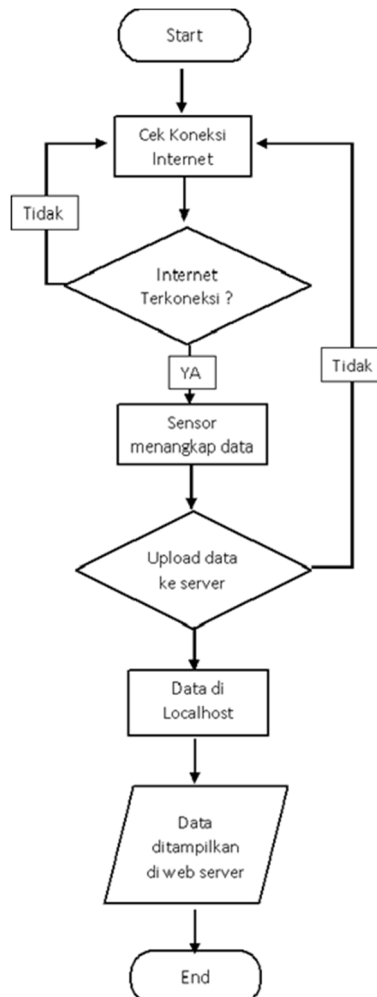 Start
Cek Koneksi
Internet
Tidak
Internet
Terkoneksi ?
YA
Tidak
Sensor
menangkap data
Upload data
ke server
Data di
Localhost
Data
ditampilkan
di web server
End